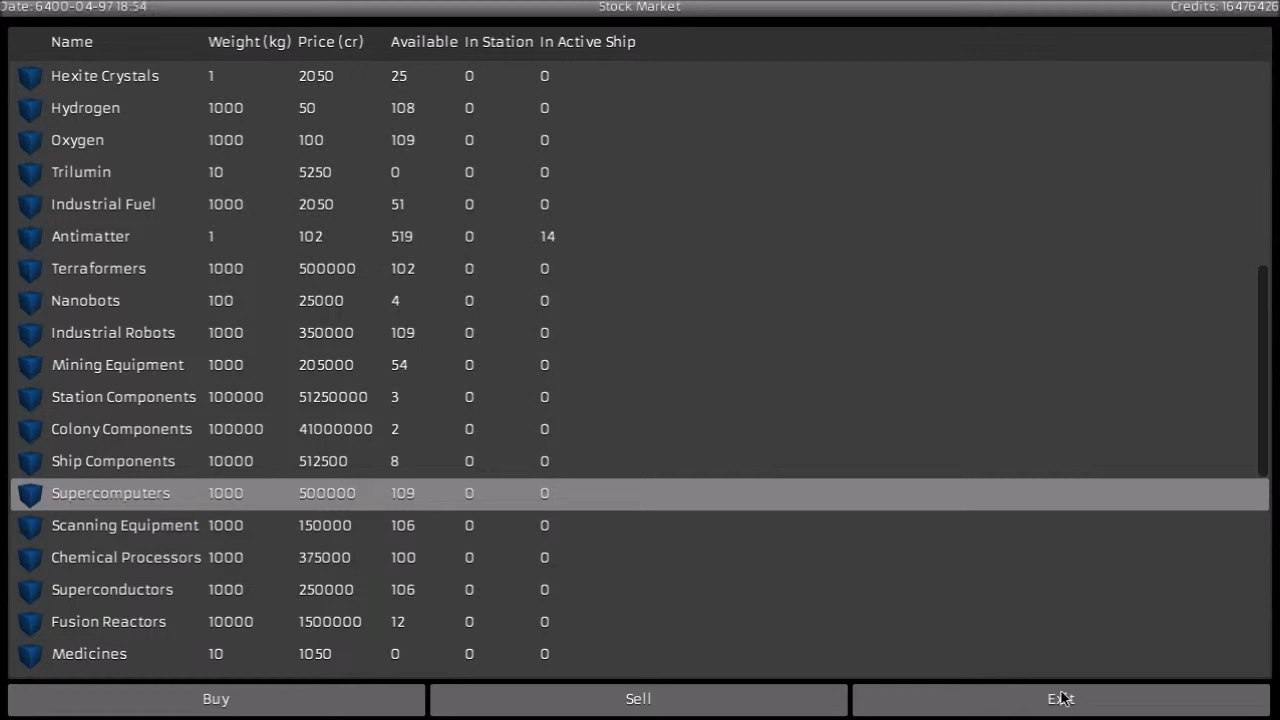 Date: 6400-04-97 18:54 Stock Market Credits: 16476426
Name Weight (kg) Price (cr) Available In Station In Active Ship
Hexite Crystals 1 2050 25 0 0
Hydrogen 1000 50 108 0 0
Oxygen 1000 100 109 0 0
Trilumin 10 5250 0 0 0
Industrial Fuel 1000 2050 51 0 0
Antimatter 1 102 519 0 14
Terraformers 1000 500000 102 0 0
Nanobots 100 25000 4 0 0
Industrial Robots 1000 350000 109 0 0
Mining Equipment 1000 205000 54 0 0
Station Components 100000 51250000 3 0 0
Colony Components 100000 41000000 2 0 0
Ship Components 10000 512500 8 0 0
Supercomputers 1000 500000 109 0 0
Scanning Equipment 1000 150000 106 0 0
Chemical Processors 1000 375000 100 0 0
Superconductors 1000 250000 106 0 0
Fusion Reactors 10000 1500000 12 0 0
Medicines 10 1050 0 0 0
Buy Sell Exit